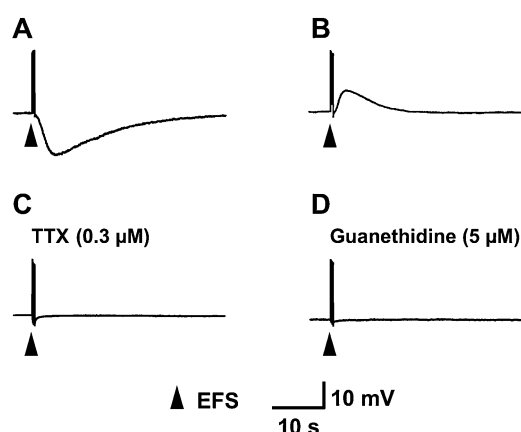 A
B
C
D
TTX (0.3 µM)
Guanethidine (5 µM)
EFS
10 mV
10 s